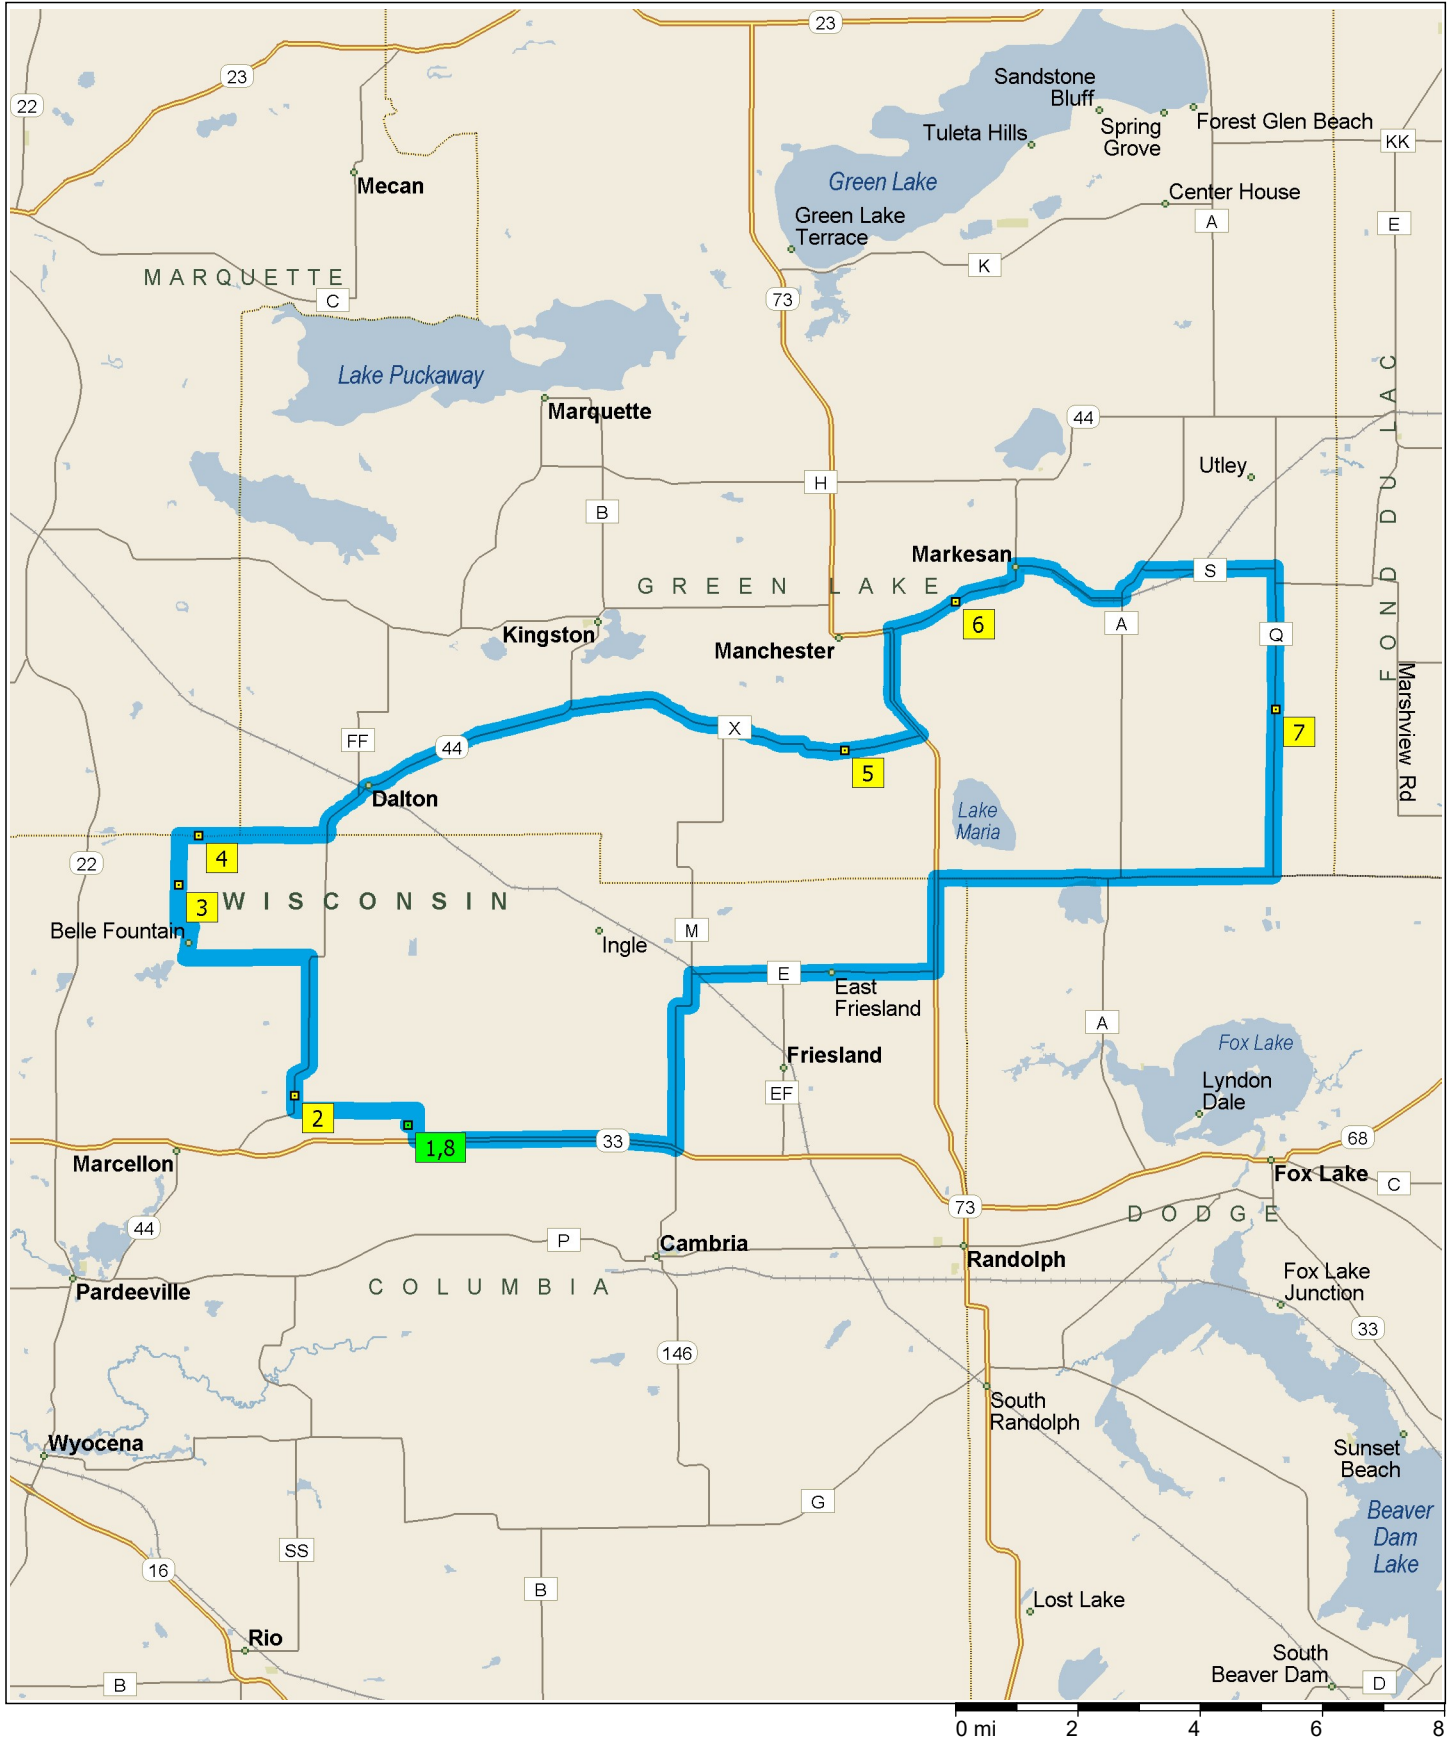 23
23
22
Sandstone
Bluff
Tuleta Hills
Spring
Grove
Forest Glen Beach
KK
Mecan
Green Lake
Center House
A
E
Green Lake
Terrace
K
MARQUETTE
C
73
Lake Puckaway
Marquette
44
Utley
H
B
FOND DU LAC
Markesan
S
GREEN LAKE
6
A
Q
Kingston
Manchester
Marshview Rd
X
7
FF
44
5
Dalton
Lake
Maria
22
4
3
WISCONSIN
Belle Fountain
Ingle
M
E
East
Friesland
A
Fox Lake
Friesland
EF
Lyndon
Dale
2
1,8
33
68
Marcellon
Fox Lake
C
73
DODGE
44
P
Cambria
Randolph
Pardeeville
COLUMBIA
Fox Lake
Junction
33
146
South
Randolph
Wyocena
Sunset
Beach
G
Beaver
Dam
Lake
SS
16
B
Lost Lake
Rio
South
Beaver Dam
B
D
0 mi 2 4 6 8